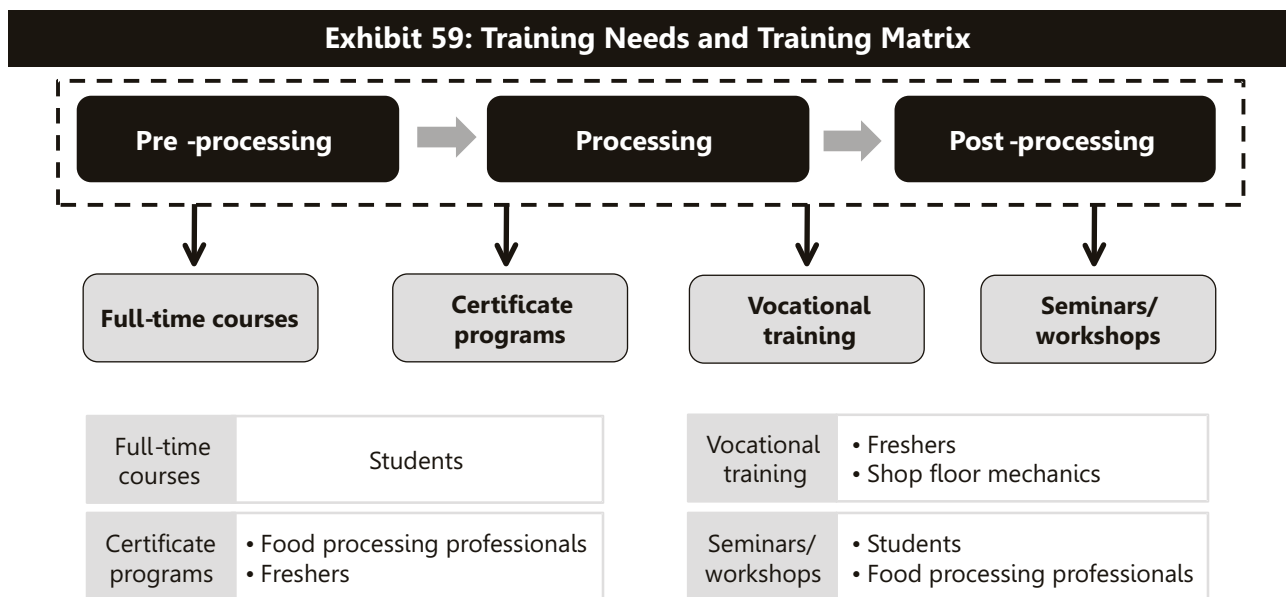 Exhibit 59: Training Needs and Training Matrix
Pre -processing
Processing
Post -processing
Full-time courses
Certificate
programs
Vocational
training
Seminars/
workshops
Full-time
courses
Students
Vocational
training
• Freshers
• Shop floor mechanics
Certificate
programs
• Food processing professionals
• Freshers
Seminars/
workshops
• Students
• Food processing professionals